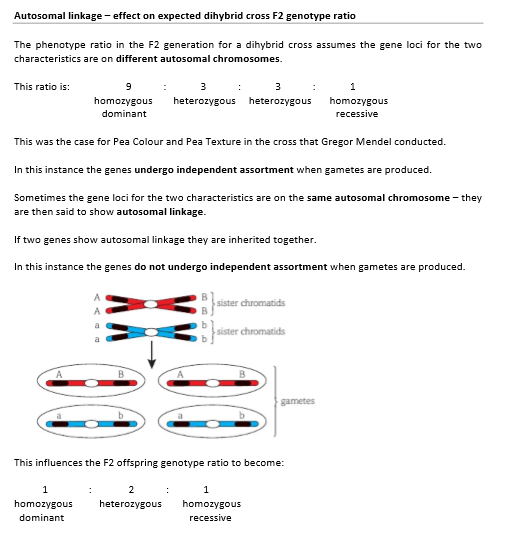 Autosomal linkage – effect on expected dihybrid cross F2 genotype ratio
The phenotype ratio in the F2 generation for a dihybrid cross assumes the gene loci for the two
characteristics are on different autosomal chromosomes.
This ratio is: 9 : 3 : 3 : 1
homozygous heterozygous heterozygous homozygous
dominant recessive
This was the case for Pea Colour and Pea Texture in the cross that Gregor Mendel conducted.
In this instance the genes undergo independent assortment when gametes are produced.
Sometimes the gene loci for the two characteristics are on the same autosomal chromosome – they
are then said to show autosomal linkage.
If two genes show autosomal linkage they are inherited together.
In this instance the genes do not undergo independent assortment when gametes are produced.
A B
sister chromatids
A B
a b
sister chromatids
a b
A B A B
gametes
a b a b
This influences the F2 offspring genotype ratio to become:
1 : 2 : 1
homozygous heterozygous homozygous
dominant recessive